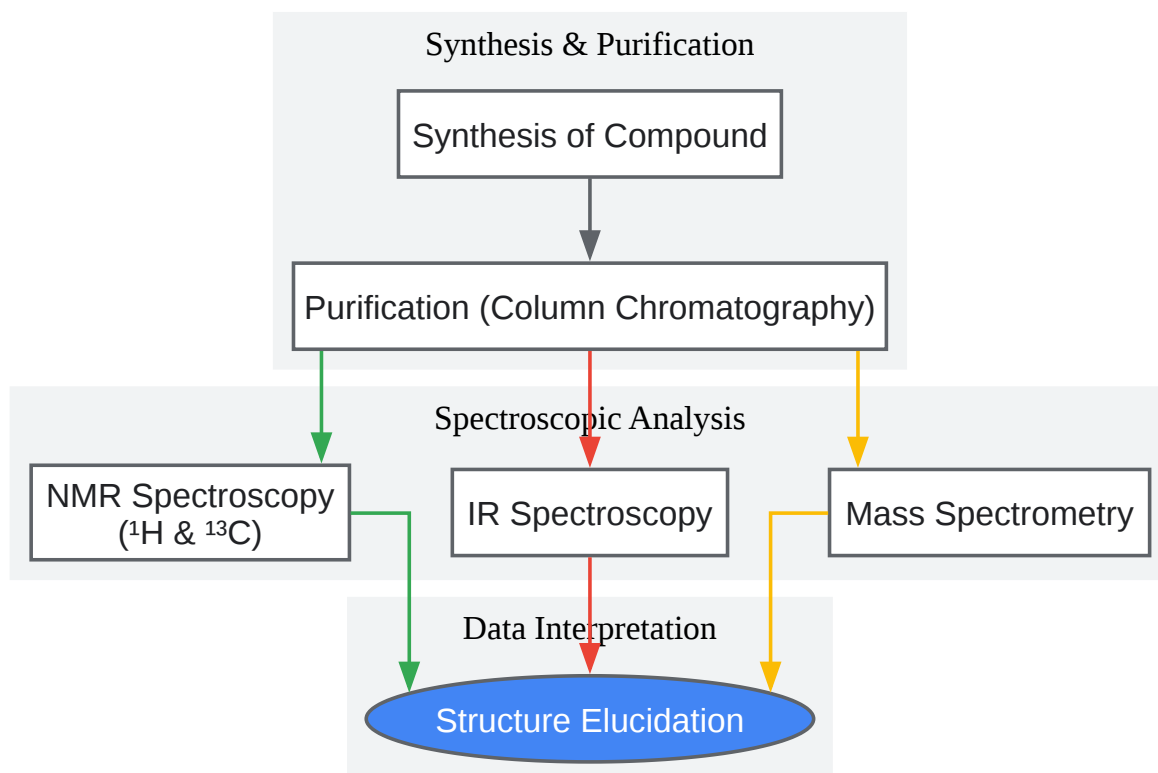 Synthesis & Purification
Synthesis of Compound
Purification (Column Chromatography)
Spectroscopic Analysis
NMR Spectroscopy
(¹H & ¹³C)
IR Spectroscopy
Mass Spectrometry
Data Interpretation
Structure Elucidation